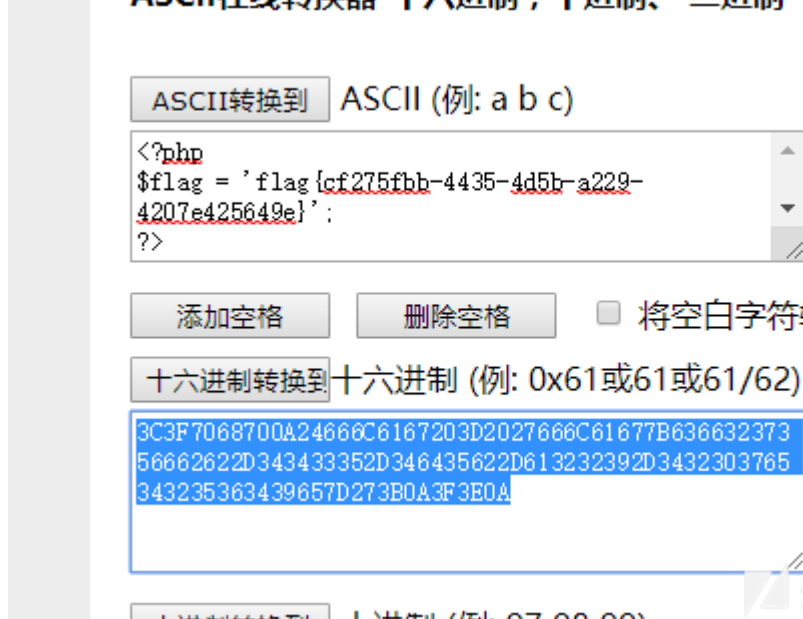 ASCII转换到 ASCII (例: a b c)
<?php
$flag = 'flag{cf275fbb-4435-4d5b-a229-
4207e425649e}';
?>
添加空格 删除空格 将空白字符
十六进制转换到 十六进制 (例: 0x61或61或61/62)
3C3F7068700A24666C6167203D2027666C61677B636632373
56662622D343433352D346435622D613232392D3432303765
343235363439657D273B0A3F3E0A